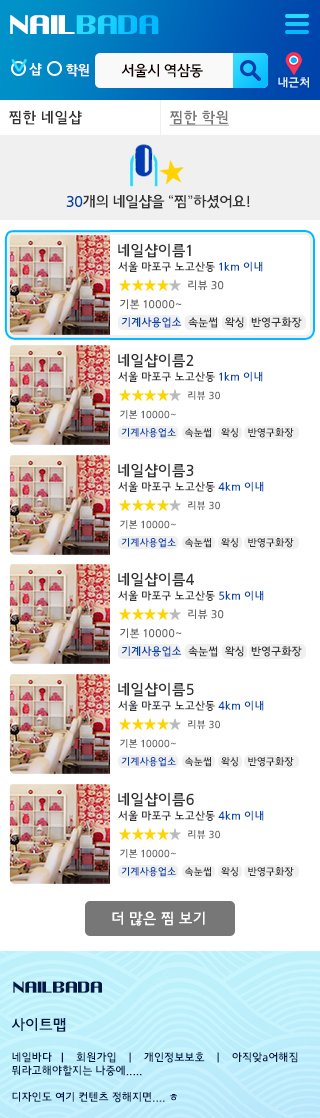 NAILBADA
샵 학원 서울시 역삼동 내근처
찜한 네일샵 찜한 학원
30개의 네일샵을 “찜”하셨어요!
네일샵이름1
서울 마포구 노고산동 1km 이내
리뷰 30
기본 10000~
기계사용업소 속눈썹 왁싱 반영구화장
네일샵이름2
서울 마포구 노고산동 1km 이내
리뷰 30
기본 10000~
기계사용업소 속눈썹 왁싱 반영구화장
네일샵이름3
서울 마포구 노고산동 4km 이내
리뷰 30
기본 10000~
기계사용업소 속눈썹 왁싱 반영구화장
네일샵이름4
서울 마포구 노고산동 5km 이내
리뷰 30
기본 10000~
기계사용업소 속눈썹 왁싱 반영구화장
네일샵이름5
서울 마포구 노고산동 4km 이내
리뷰 30
기본 10000~
기계사용업소 속눈썹 왁싱 반영구화장
네일샵이름6
서울 마포구 노고산동 4km 이내
리뷰 30
기본 10000~
기계사용업소 속눈썹 왁싱 반영구화장
더 많은 찜 보기
NAILBADA
사이트맵
네일바다 | 회원가입 | 개인정보보호 | 아직잊a어해짐
뭐라고해야할지는 나중에.....
디자인도 여기 컨텐츠 정해지면.... ㅎ